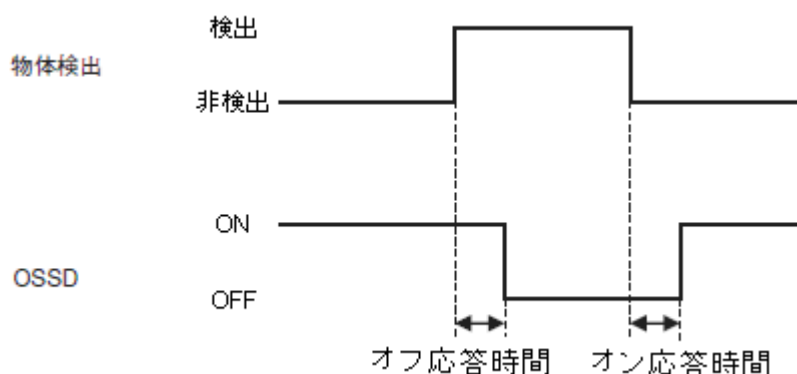 検出
物体検出
非検出
ON
OSSD
OFF
オフ応答時間 オン応答時間